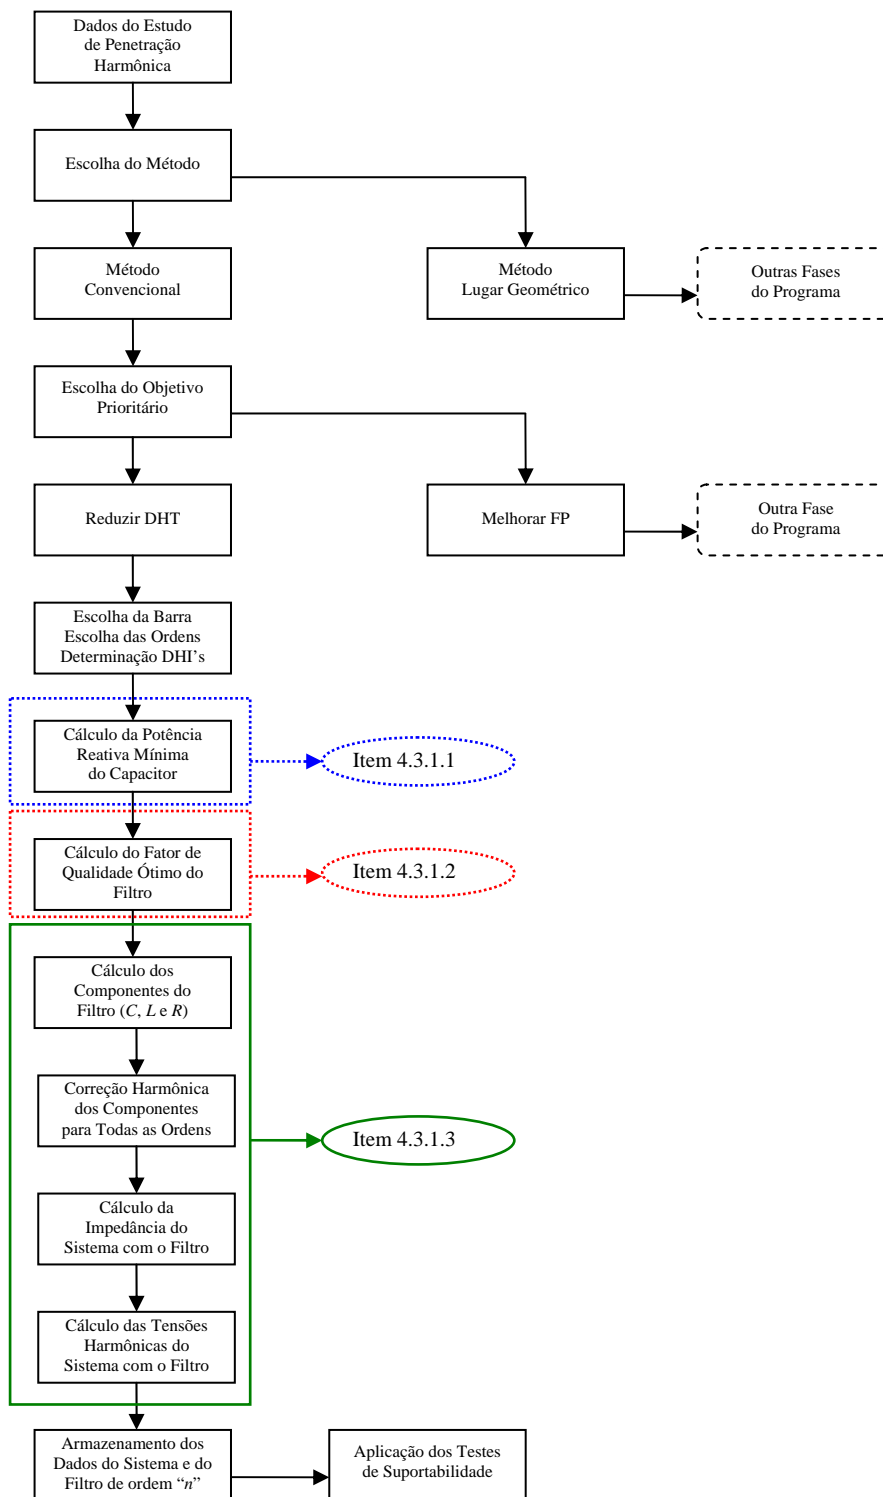 Dados do Estudo
de Penetração
Harmônica
Escolha do Método
Método
Convencional
Método
Lugar Geométrico
Outras Fases
do Programa
Escolha do Objetivo
Prioritário
Reduzir DHT
Melhorar FP
Outra Fase
do Programa
Escolha da Barra
Escolha das Ordens
Determinação DHI’s
Cálculo da Potência
Reativa Mínima
do Capacitor
Item 4.3.1.1
Cálculo do Fator de
Qualidade Ótimo do
Filtro
Item 4.3.1.2
Cálculo dos
Componentes do
Filtro (C, L e R)
Correção Harmônica
dos Componentes
para Todas as Ordens
Item 4.3.1.3
Cálculo da
Impedância do
Sistema com o Filtro
Cálculo das Tensões
Harmônicas do
Sistema com o Filtro
Armazenamento dos
Dados do Sistema e do
Filtro de ordem “n”
Aplicação dos Testes
de Suportabilidade